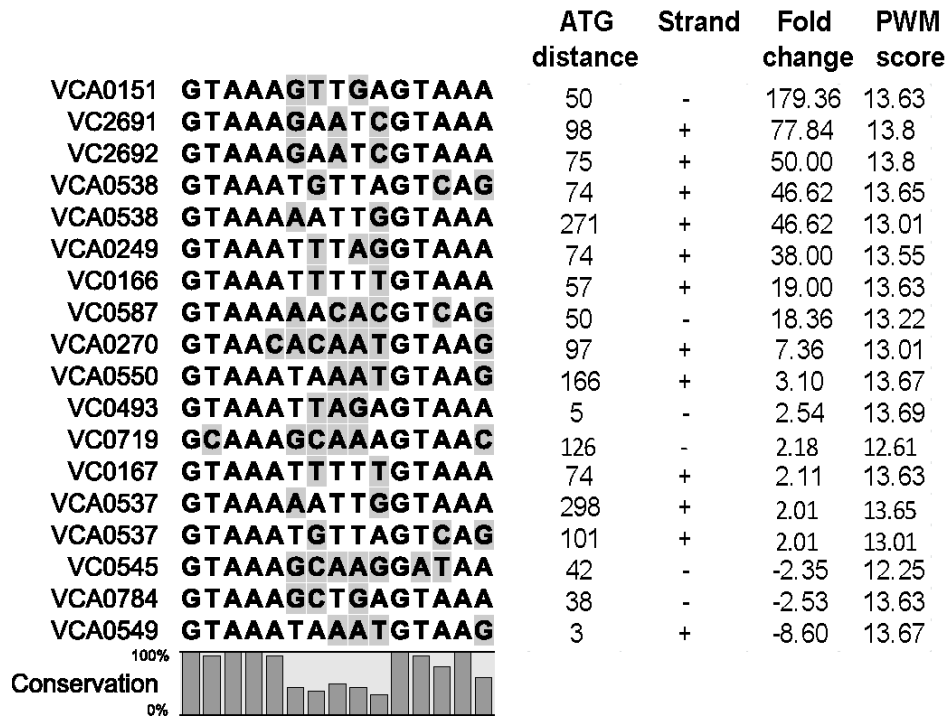 ATG distance Strand Fold change PWM score
VCA0151 GTAAAGTTGAGTAAA 50 - 179.36 13.63
VC2691 GTAAAGAATCGTAAA 98 + 77.84 13.8
VC2692 GTAAAGAATCGTAAA 75 + 50.00 13.8
VCA0538 GTAAATGTTAGTCAG 74 + 46.62 13.65
VCA0538 GTAAAAATTGGTAAA 271 + 46.62 13.01
VCA0249 GTAAATTTAGGTAAA 74 + 38.00 13.55
VC0166 GTAAATTTTTGTAAA 57 + 19.00 13.63
VC0587 GTAAAAACACGTCAG 50 - 18.36 13.22
VCA0270 GTAACACAATGTAAG 97 + 7.36 13.01
VCA0550 GTAAATAAATGTAAG 166 + 3.10 13.67
VC0493 GTAAATTAGAGTAAA 5 - 2.54 13.69
VC0719 GCAAAGCAAAGTAAC 126 - 2.18 12.61
VC0167 GTAAATTTTTGTAAA 74 + 2.11 13.63
VCA0537 GTAAAAATTGGTAAA 298 + 2.01 13.65
VCA0537 GTAAATGTTAGTCAG 101 + 2.01 13.01
VC0545 GTAAAGCAAGGATAA 42 - -2.35 12.25
VCA0784 GTAAAGCTGAGTAAA 38 - -2.53 13.63
VCA0549 GTAAATAAATGTAAG 3 + -8.60 13.67
100%
Conservation
0%